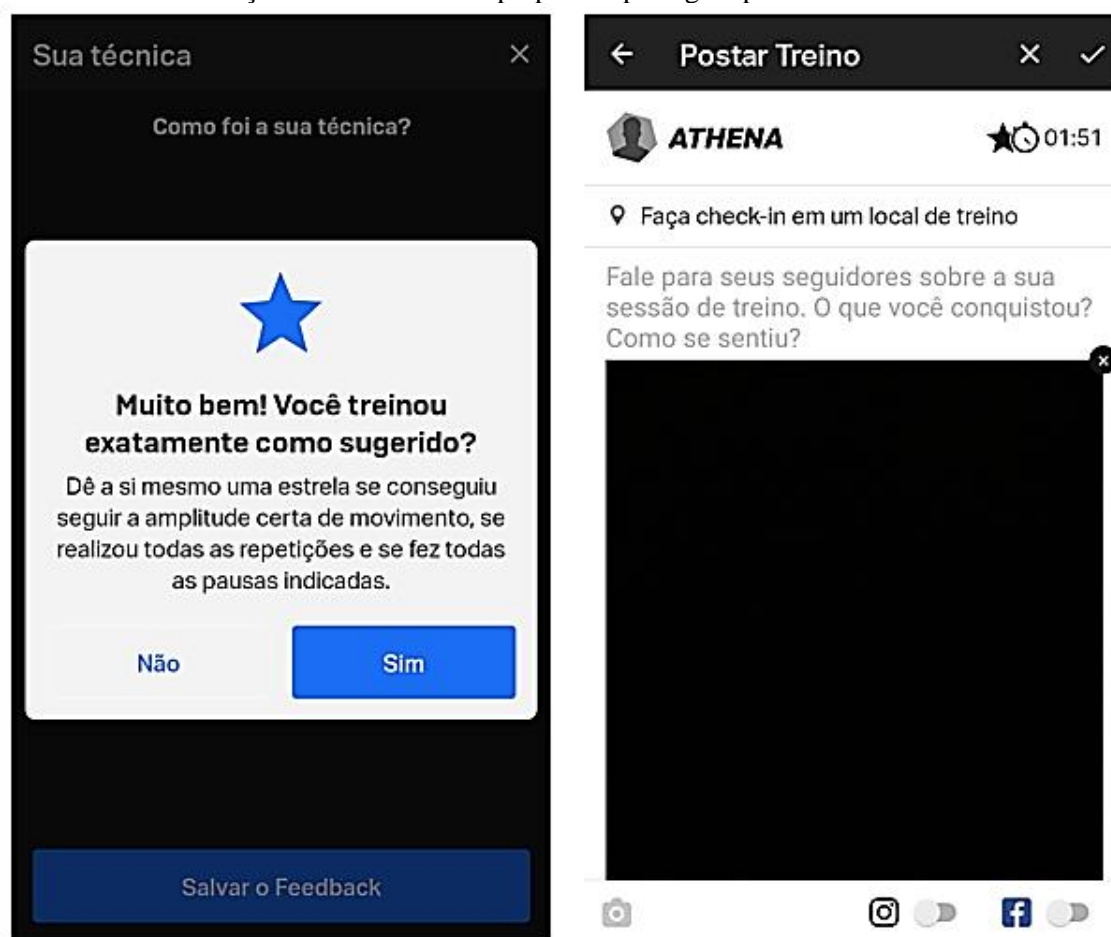 Sua técnica
Como foi a sua técnica?
Muito bem! Você treinou
exatamente como sugerido?
Dê a si mesmo uma estrela se conseguiu
seguir a amplitude certa de movimento, se
realizou todas as repetições e se fez todas
as pausas indicadas.
Não
Sim
Salvar o Feedback
Postar Treino
ATHENA
01:51
Faça check-in em um local de treino
Fale para seus seguidores sobre a sua
sessão de treino. O que você conquistou?
Como se sentiu?